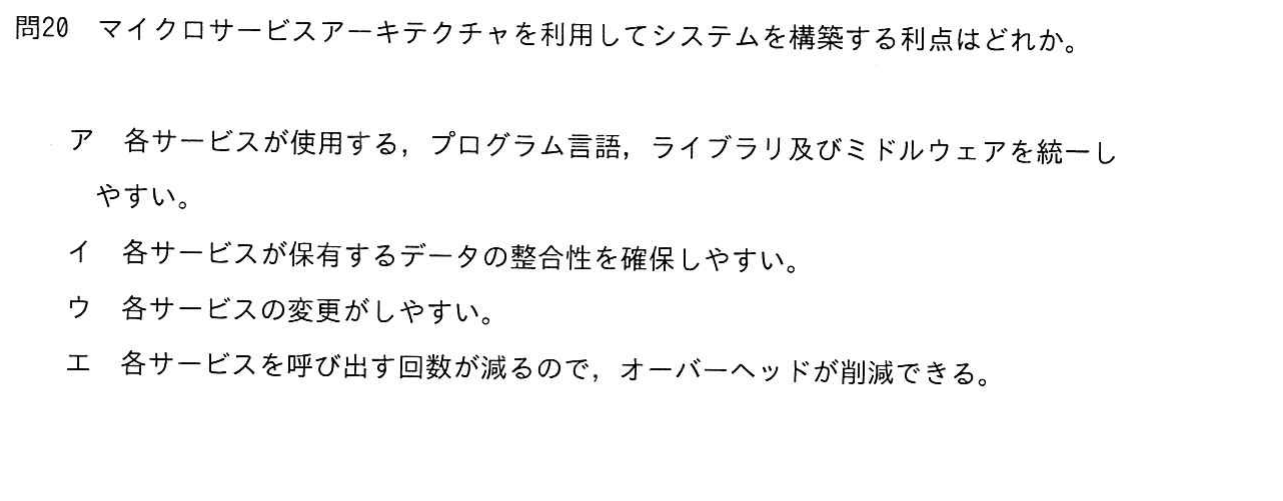 問20　マイクロサービスアーキテクチャを利用してシステムを構築する利点はどれか。
ア　各サービスが使用する，プログラム言語，ライブラリ及びミドルウェアを統一し
やすい。
イ　各サービスが保有するデータの整合性を確保しやすい。
ウ　各サービスの変更がしやすい。
エ　各サービスを呼び出す回数が減るので，オーバーヘッドが削減できる。